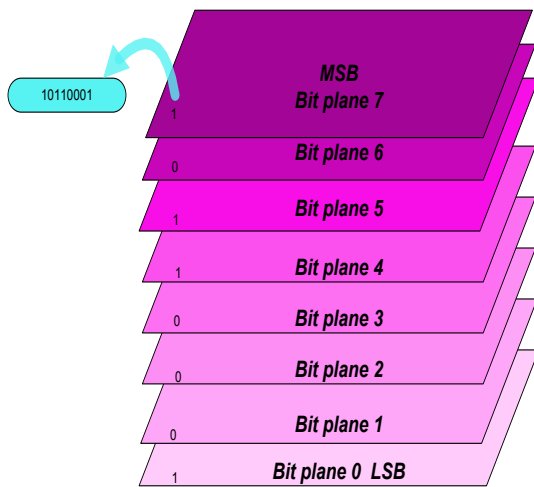 MSB
Bit plane 7
10110001
1
Bit plane 6
0
Bit plane 5
1
Bit plane 4
1
Bit plane 3
0
Bit plane 2
0
Bit plane 1
0
Bit plane 0 LSB
1